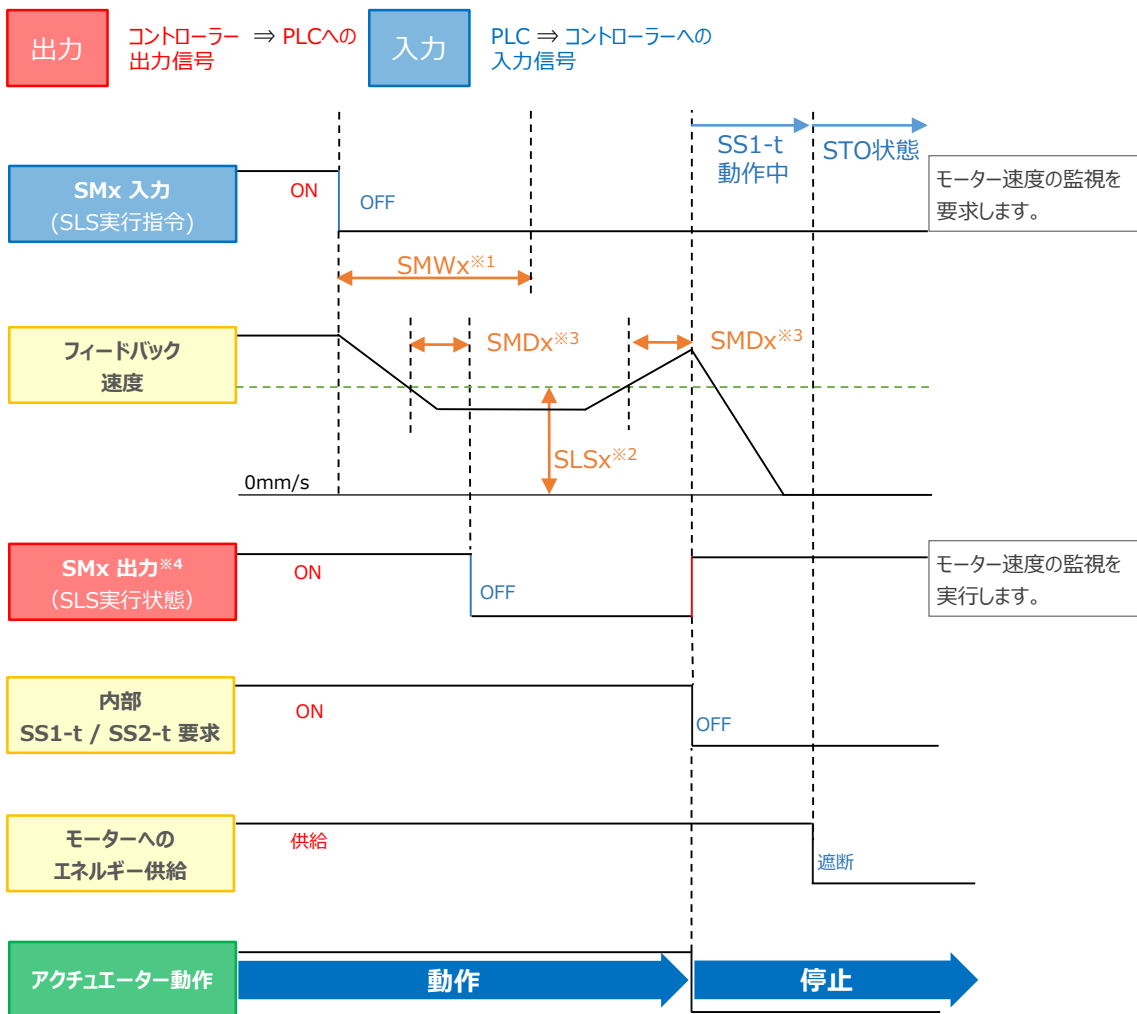 出力
コントローラー ⇒ PLCへの
出力信号
入力
PLC ⇒ コントローラーへの
入力信号
SS1-t
動作中
STO状態
SMx 入力
(SLS実行指令)
ON
OFF
モーター速度の監視を
要求します。
SMWx※1
フィードバック
速度
SMDx※3
SMDx※3
SLSx※2
0mm/s
SMx 出力※4
（SLS実行状態）
ON
OFF
モーター速度の監視を
実行します。
内部
SS1-t / SS2-t 要求
ON
OFF
モーターへの
エネルギー供給
供給
遮断
アクチュエーター動作
動作
停止